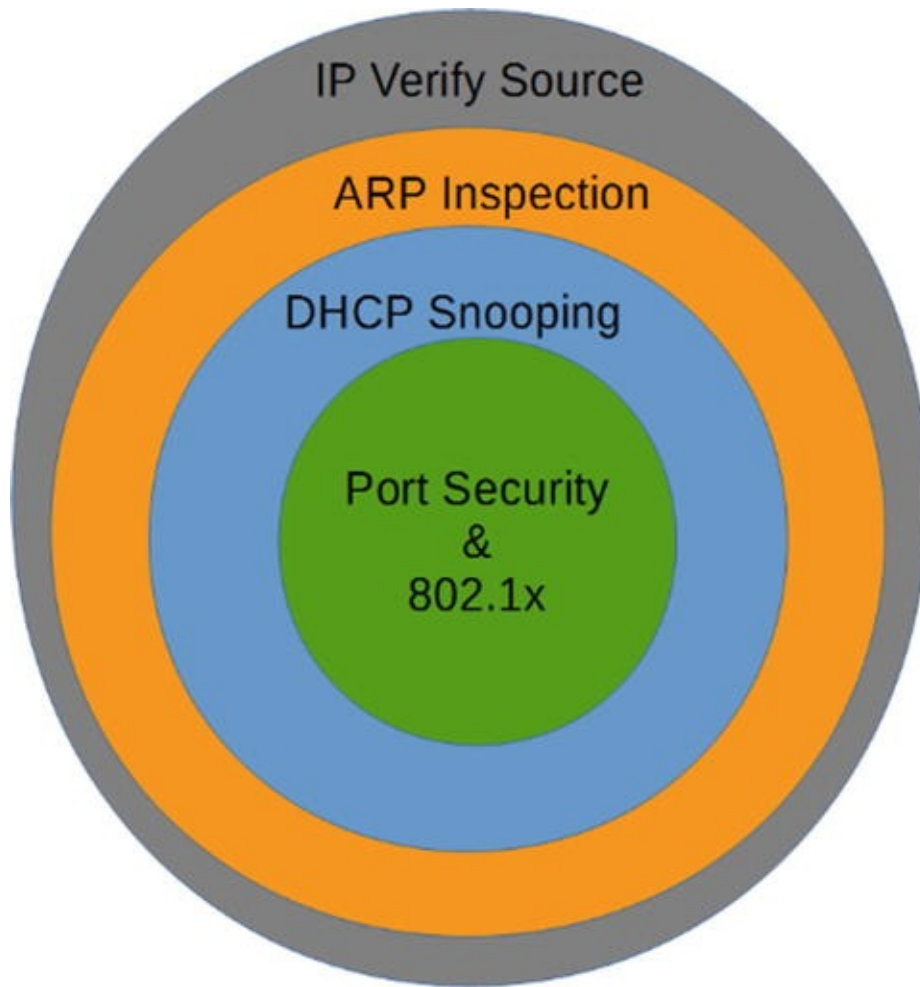 IP Verify Source
ARP Inspection
DHCP Snooping
Port Security
&
802.1x